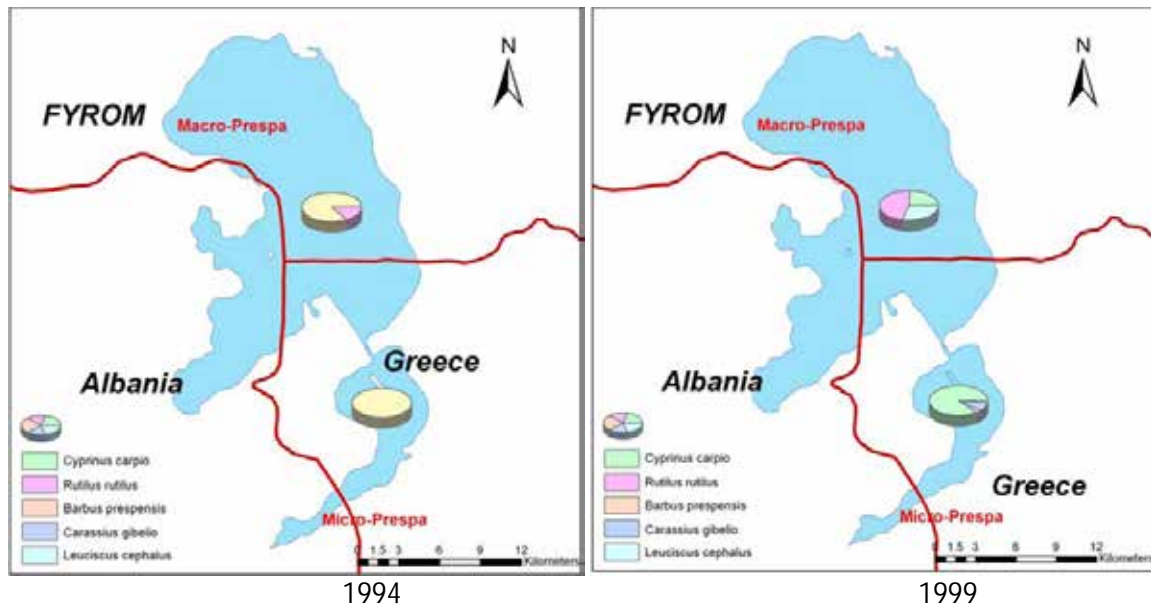 N
FYROM
Macro-Prespa
Greece
Albania
Cyprinus carpio
Rutilus rutilus
Barbus prespensis
Carassius gibelio
Leuciscus cephalus
Micro-Prespa
0 1.5 3 6 9 12
Kilometers
1994
N
FYROM
Macro-Prespa
Albania
Cyprinus carpio
Rutilus rutilus
Barbus prespensis
Carassius gibelio
Leuciscus cephalus
Greece
Micro-Prespa
0 1.5 3 6 9 12
Kilometers
1999